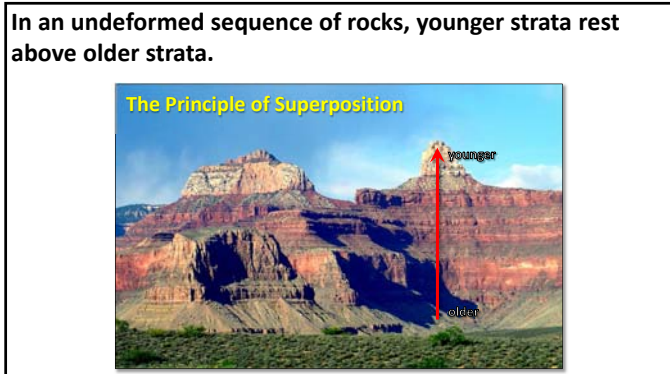 In an undeformed sequence of rocks, younger strata rest
above older strata.
The Principle of Superposition
younger
older